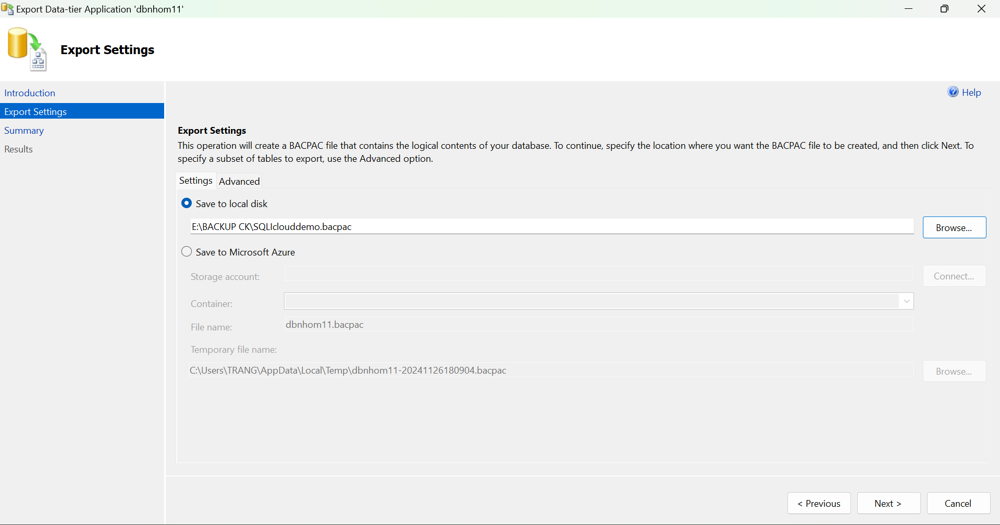 Export Data-tier Application 'dbnhom11'
Export Settings
Introduction
Export Settings
Summary
Results
Help
Export Settings
This operation will create a BACPAC file that contains the logical contents of your database. To continue, specify the location where you want the BACPAC file to be created, and then click Next. To
specify a subset of tables to export, use the Advanced option.
Settings Advanced
Save to local disk
E:\BACKUP CK\SQLIclouddemo.bacpac
Browse...
Save to Microsoft Azure
Storage account:
Connect...
Container:
File name:
dbnhom11.bacpac
Temporary file name:
C:\Users\TRANG\AppData\Local\Temp\dbnhom11-20241126180904.bacpac
Browse...
< Previous
Next >
Cancel